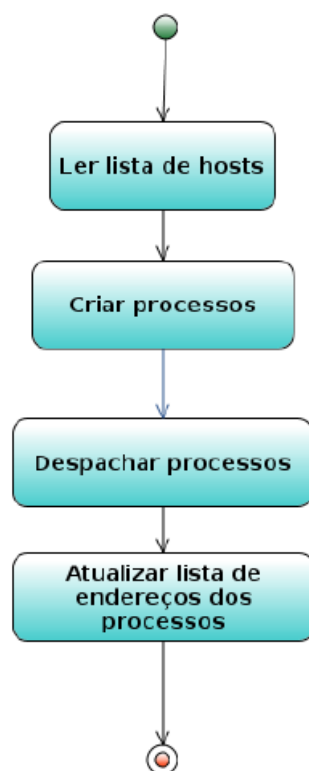 Ler lista de hosts
Criar processos
Despachar processos
Atualizar lista de
endereços dos
processos